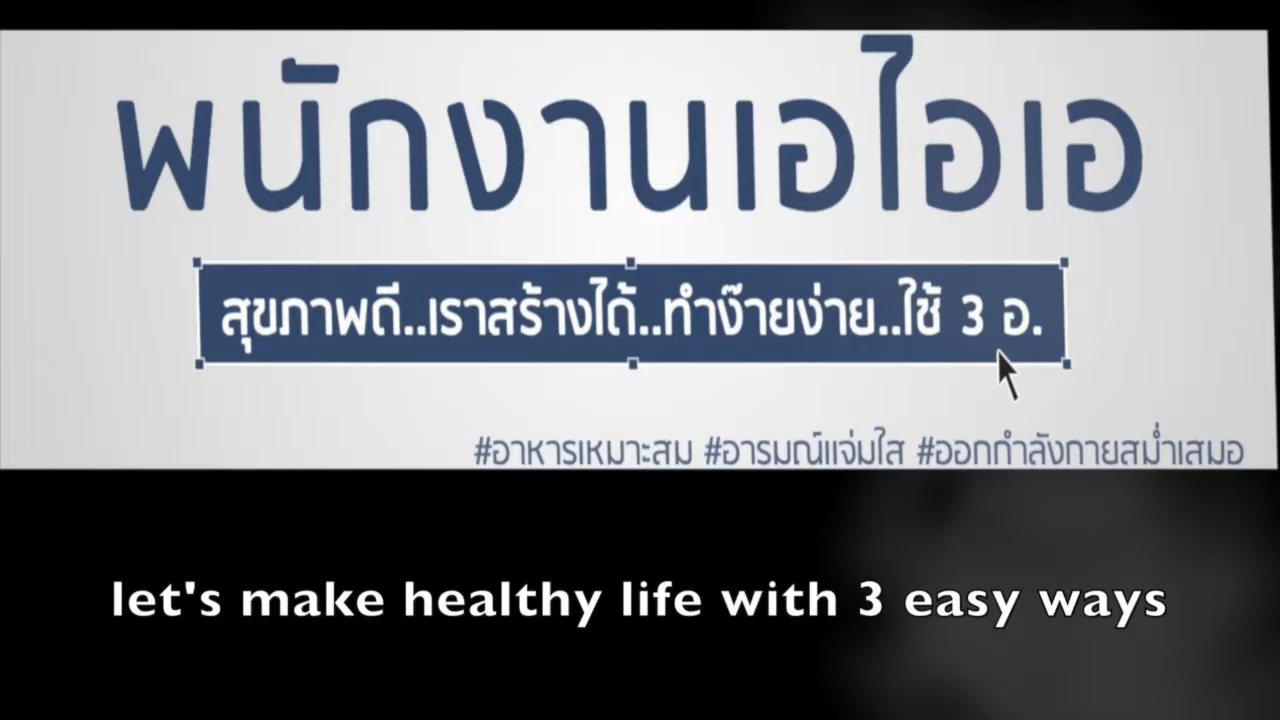 พนักงานเอไอเอ
สุขภาพดี..เราสร้างได้..ทำง๊ายง่าย..ใช้ 3 อ.
#อาหารเหมาะสม #อารมณ์แจ่มใส #ออกกำลังกายสม่ำเสมอ
let's make healthy life with 3 easy ways